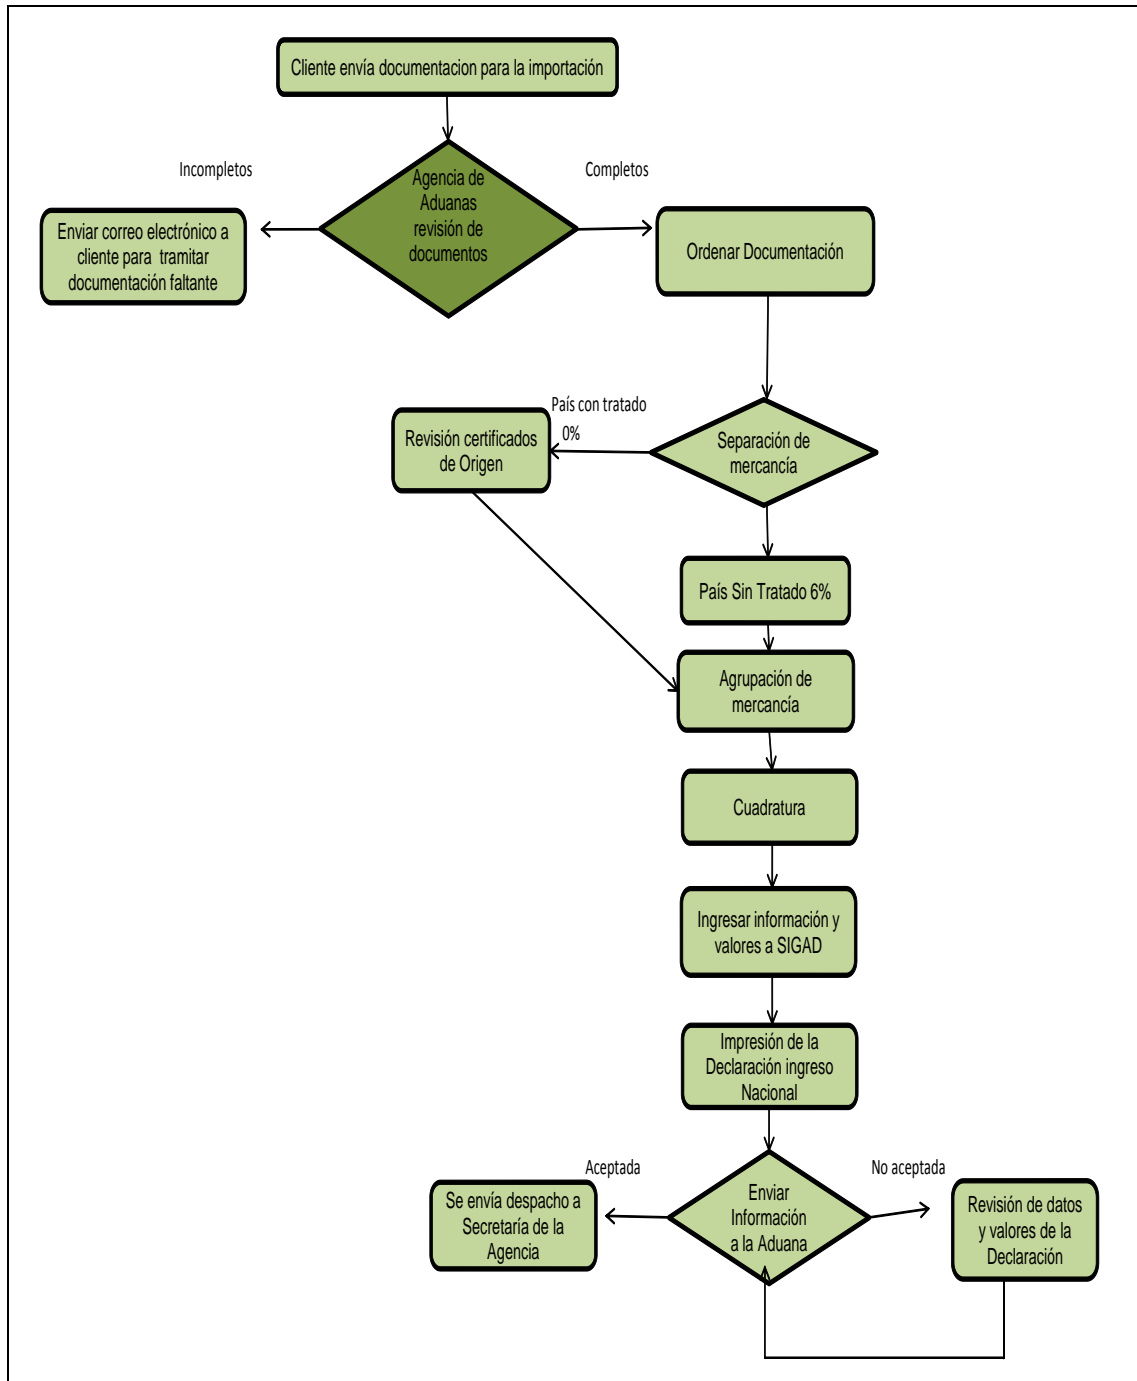 Cliente envía documentacion para la importación
Incompletos
Completos
Agencia de
Aduanas
revisión de
documentos
Enviar correo electrónico a
cliente para tramitar
documentación faltante
Ordenar Documentación
País con tratado
0%
Revisión certificados
de Origen
Separación de
mercancía
País Sin Tratado 6%
Agrupación de
mercancía
Cuadratura
Ingresar información y
valores a SIGAD
Impresión de la
Declaración ingreso
Nacional
Aceptada
No aceptada
Se envía despacho a
Secretaría de la
Agencia
Enviar
Información
a la Aduana
Revisión de datos
y valores de la
Declaración